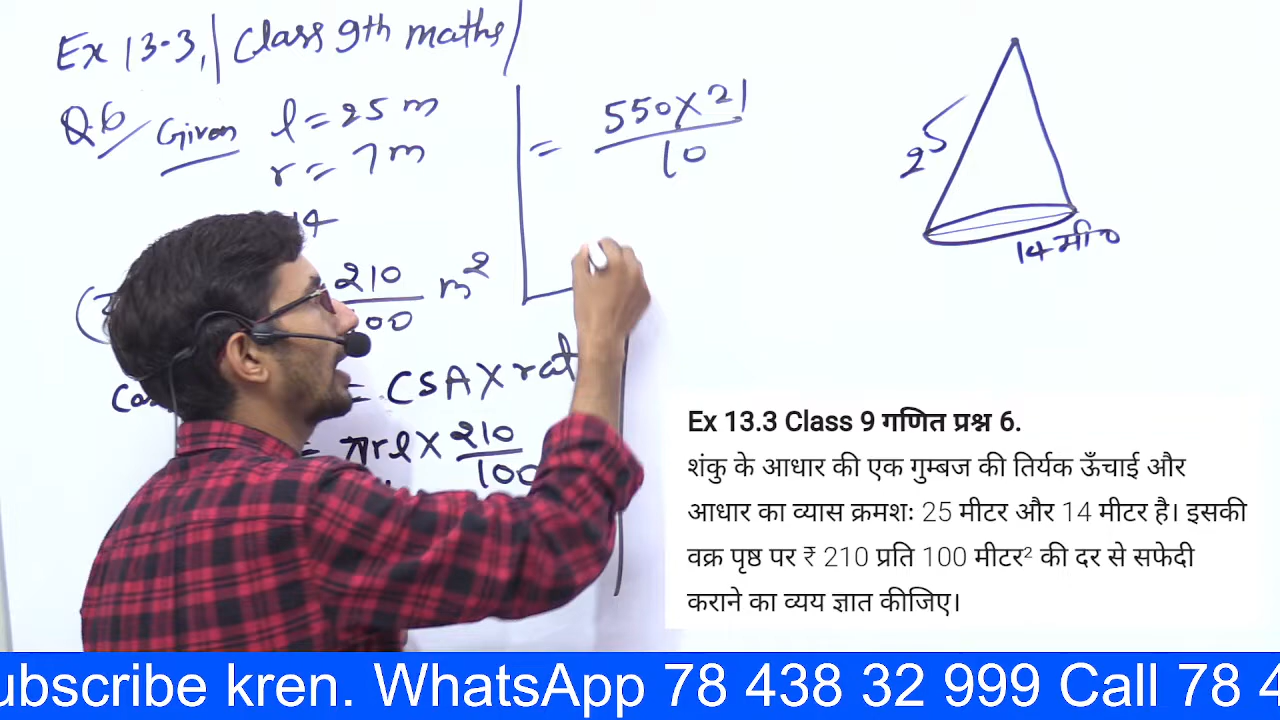 Ex 13.3, | Class 9th maths |
Q.6 Given l = 25 m
r = 7 m
14
210
100 m²
= CSA X rat
= πrl X 210
100
= 550 X 21
10
25
14 मी०
Ex 13.3 Class 9 गणित प्रश्न 6.
शंकु के आधार की एक गुम्बज की तिर्यक ऊँचाई और
आधार का व्यास क्रमशः 25 मीटर और 14 मीटर है। इसकी
वक्र पृष्ठ पर ₹ 210 प्रति 100 मीटर² की दर से सफेदी
कराने का व्यय ज्ञात कीजिए।
ubscribe kren. WhatsApp 78 438 32 999 Call 78 4